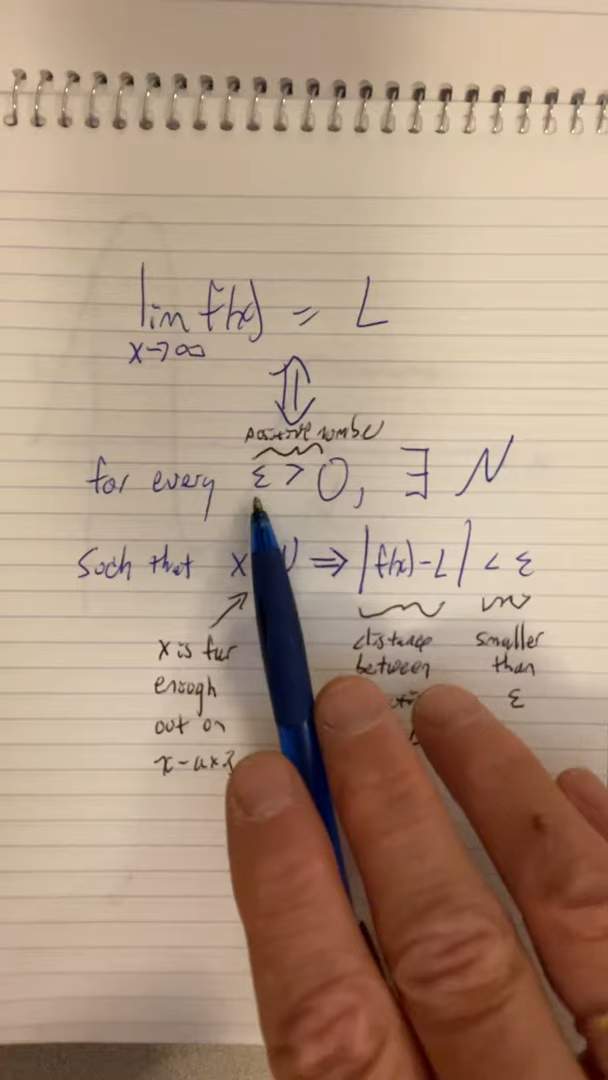 lim f(x) = L
x→∞
⇕
positive number
for every ε > 0, ∃ N
Such that x ⇒ |f(x)-L| < ε
x is far
enough
out on
x-axis
distance
between
smaller
than
ε